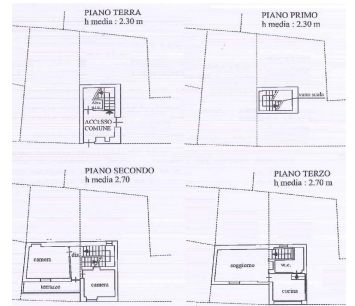 PIANO TERRA
h media : 2.30 m
ACCESSO
COMUNE
PIANO PRIMO
h media : 2.30 m
vano scala
PIANO SECONDO
h media 2.70
camera
dis.
terrazzo
camera
PIANO TERZO
h media : 2.70 m
soggiorno
w.c.
cucina